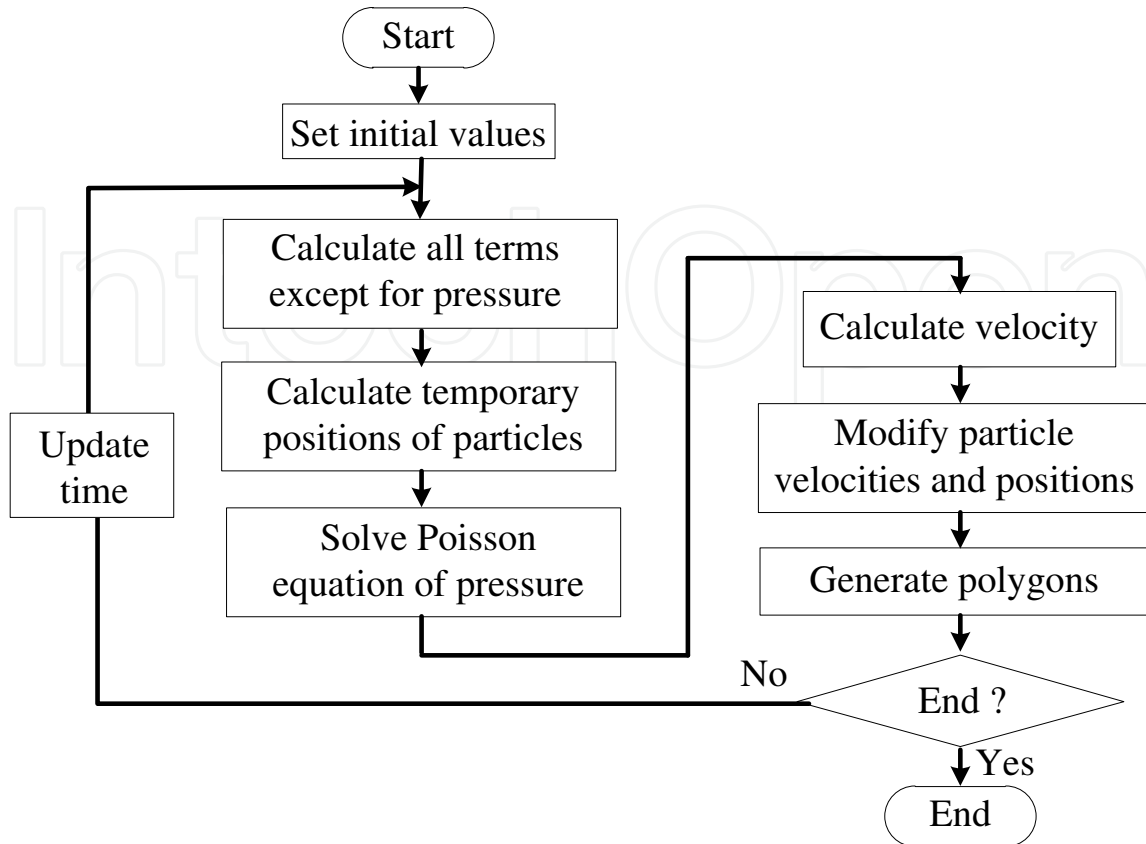 Start
Set initial values
Calculate all terms
except for pressure
Calculate temporary
positions of particles
Solve Poisson
equation of pressure
Update
time
Calculate velocity
Modify particle
velocities and positions
Generate polygons
End ?
No
Yes
End
IntechOpen